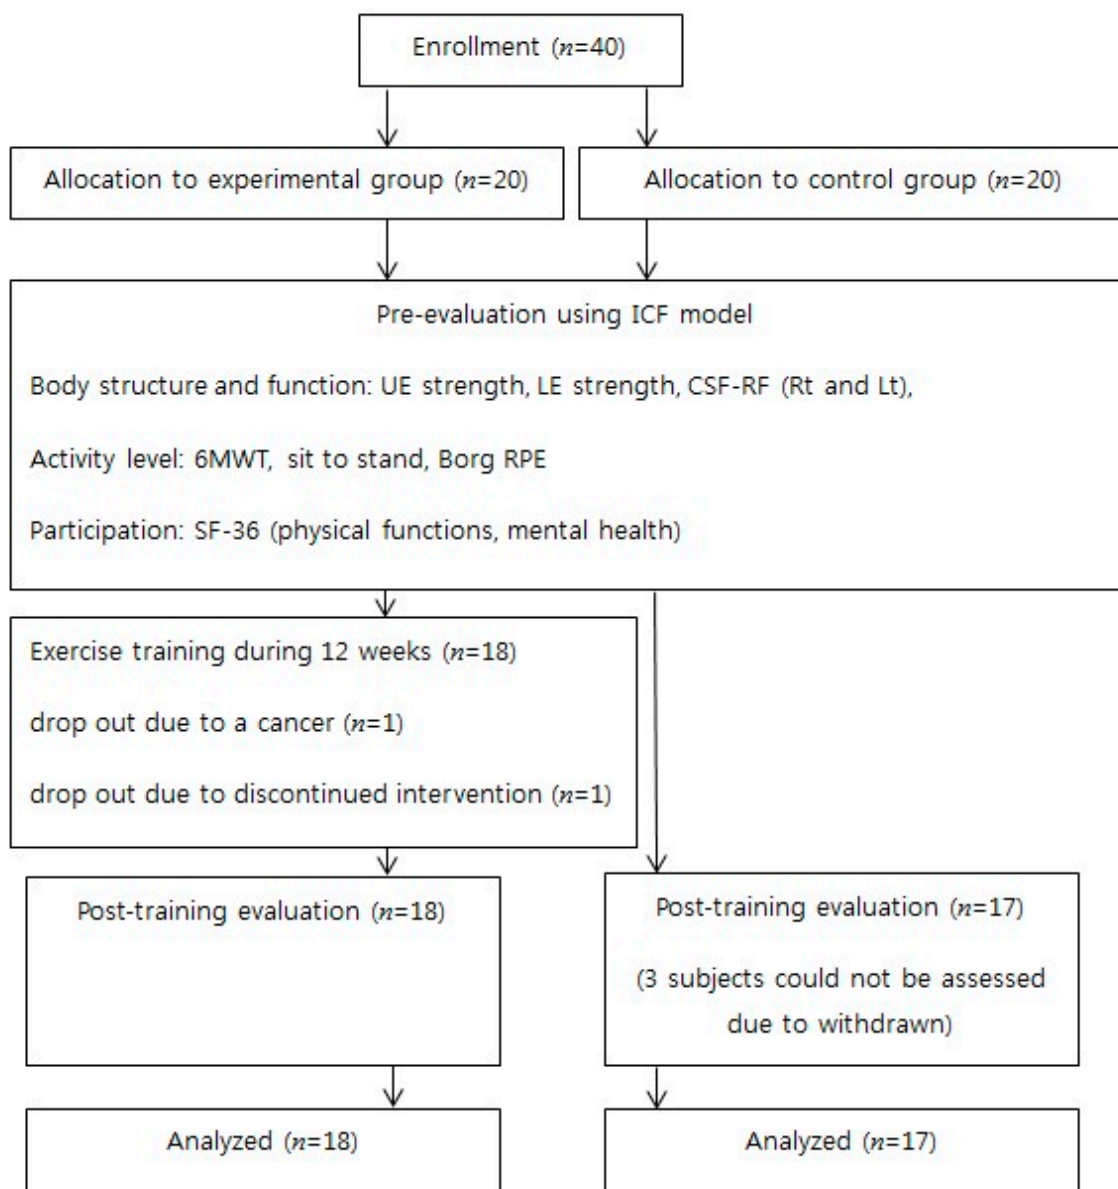 Enrollment (n=40)
Allocation to experimental group (n=20)
Allocation to control group (n=20)
Pre-evaluation using ICF model
Body structure and function: UE strength, LE strength, CSF-RF (Rt and Lt),
Activity level: 6MWT, sit to stand, Borg RPE
Participation: SF-36 (physical functions, mental health)
Exercise training during 12 weeks (n=18)
drop out due to a cancer (n=1)
drop out due to discontinued intervention (n=1)
Post-training evaluation (n=18)
Post-training evaluation (n=17)
(3 subjects could not be assessed
due to withdrawn)
Analyzed (n=18)
Analyzed (n=17)